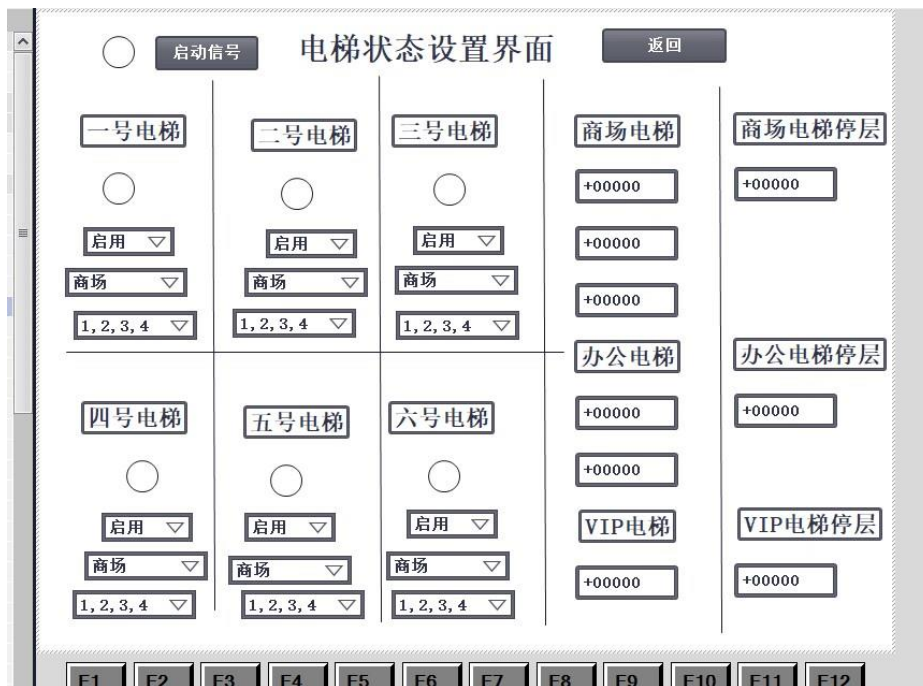 启动信号 电梯状态设置界面 返回
一号电梯 二号电梯 三号电梯 商场电梯 商场电梯停层
+00000 +00000
启用 启用 启用 +00000
商场 商场 商场
+00000
1,2,3,4 1,2,3,4 1,2,3,4
办公电梯 办公电梯停层
四号电梯 五号电梯 六号电梯 +00000 +00000
+00000
启用 启用 启用 VIP电梯 VIP电梯停层
商场 商场 商场 +00000 +00000
1,2,3,4 1,2,3,4 1,2,3,4
F1 F2 F3 F4 F5 F6 F7 F8 F9 F10 F11 F12